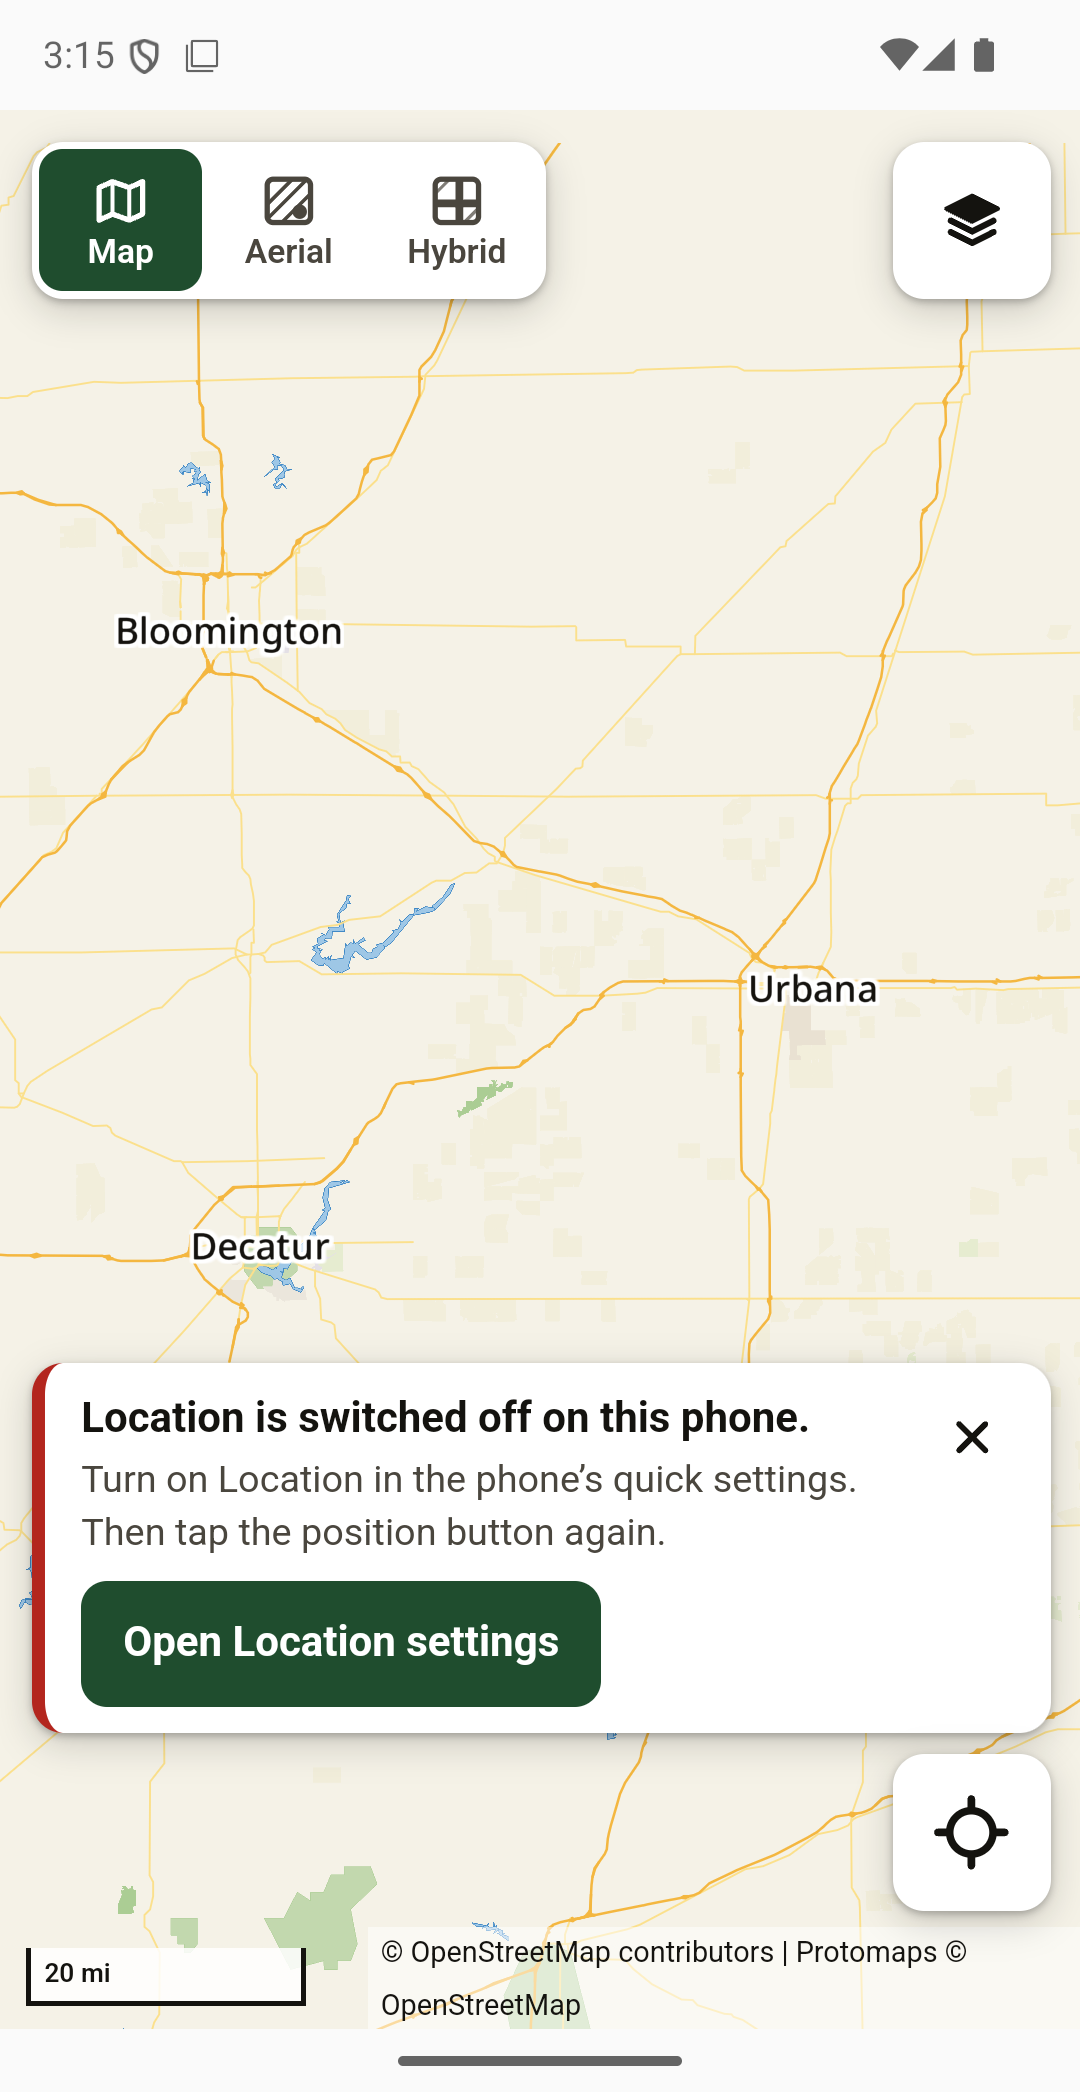 3:15
Map
Aerial
Hybrid
Bloomington
Urbana
Decatur
Location is switched off on this phone.
Turn on Location in the phone’s quick settings.
Then tap the position button again.
Open Location settings
20 mi
© OpenStreetMap contributors | Protomaps ©
OpenStreetMap